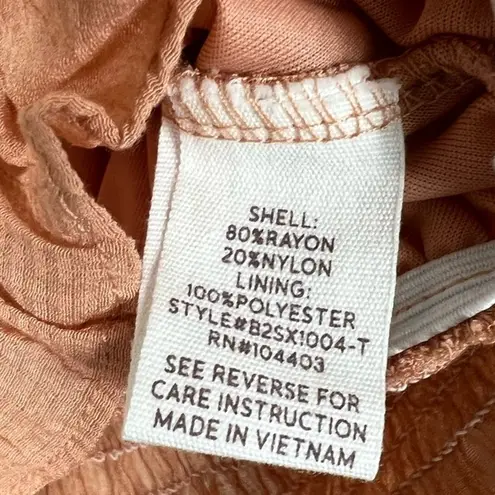 SHELL:
80%RAYON
20%NYLON
LINING:
100%POLYESTER
STYLE#B2SX1004-T
RN#104403
SEE REVERSE FOR
CARE INSTRUCTION
MADE IN VIETNAM